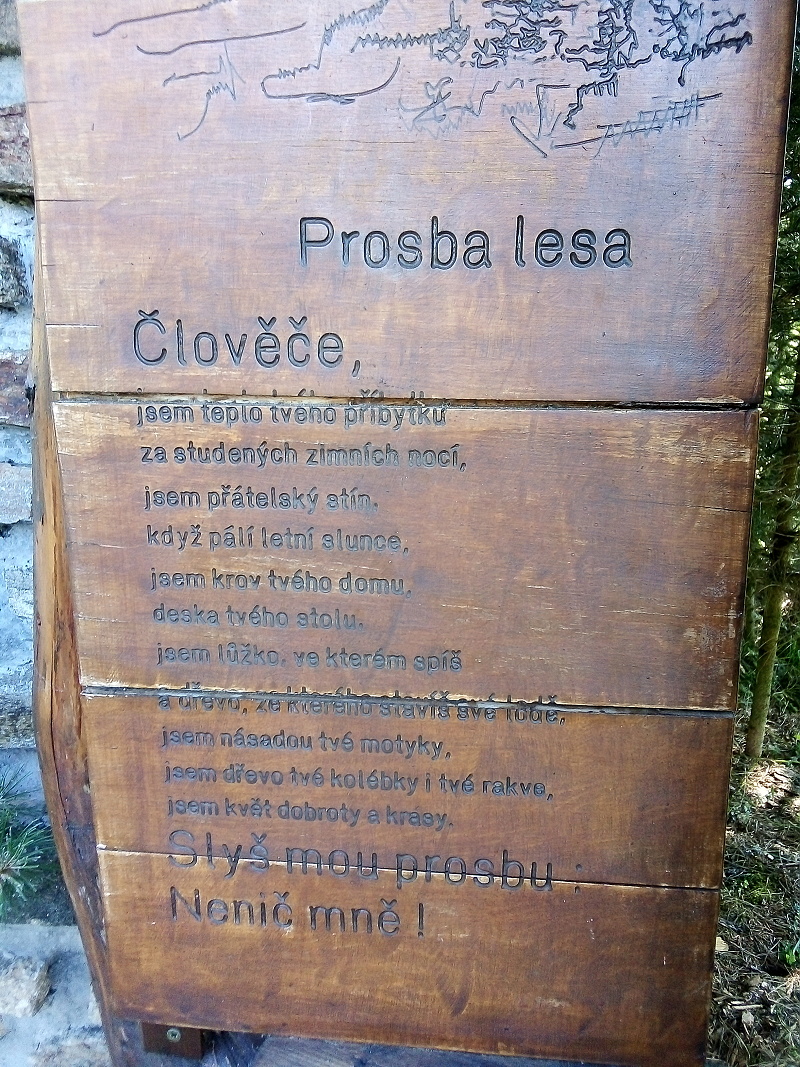 Prosba lesa
Člověče,
jsem teplo tvého příbytku
za studených zimních nocí,
jsem přátelský stín,
když pálí letní slunce,
jsem krov tvého domu,
deska tvého stolu,
jsem lůžko, ve kterém spíš
a dřevo, ze kterého stavíš své lodě,
jsem násadou tvé motyky,
jsem dřevo tvé kolébky i tvé rakve,
jsem květ dobroty a krásy.
Slyš mou prosbu :
Nenič mně !